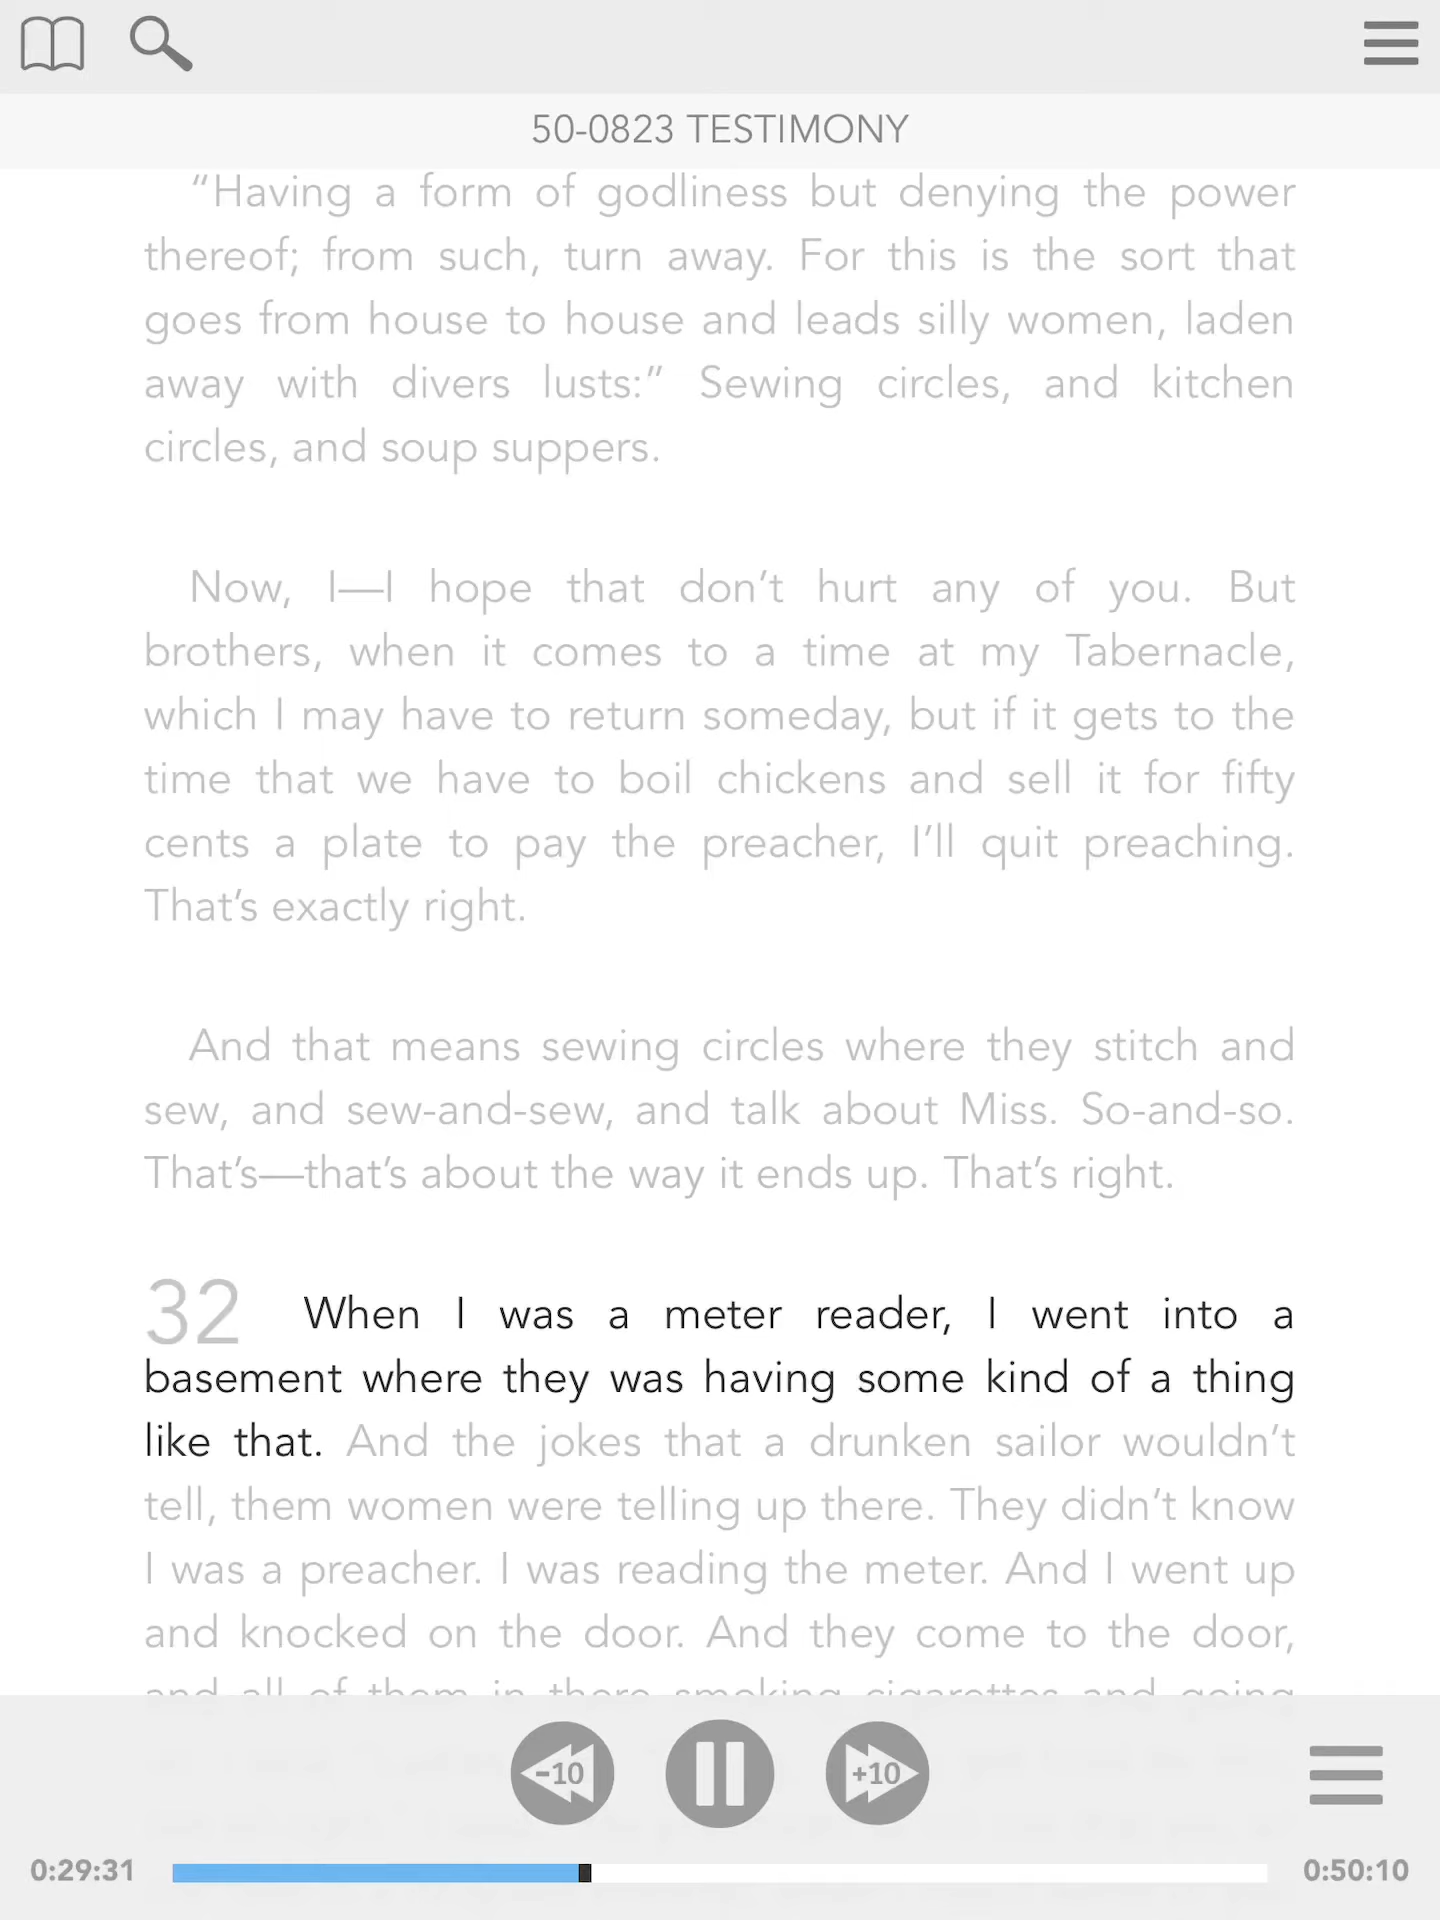 50-0823 TESTIMONY
“Having a form of godliness but denying the power
thereof; from such, turn away. For this is the sort that
goes from house to house and leads silly women, laden
away with divers lusts:” Sewing circles, and kitchen
circles, and soup suppers.
Now, I—I hope that don’t hurt any of you. But
brothers, when it comes to a time at my Tabernacle,
which I may have to return someday, but if it gets to the
time that we have to boil chickens and sell it for fifty
cents a plate to pay the preacher, I’ll quit preaching.
That’s exactly right.
And that means sewing circles where they stitch and
sew, and sew-and-sew, and talk about Miss. So-and-so.
That’s—that’s about the way it ends up. That’s right.
32 When I was a meter reader, I went into a
basement where they was having some kind of a thing
like that. And the jokes that a drunken sailor wouldn’t
tell, them women were telling up there. They didn’t know
I was a preacher. I was reading the meter. And I went up
and knocked on the door. And they come to the door,
and all of them in there smoking cigarettes and going
-10 +10
0:29:31 0:50:10